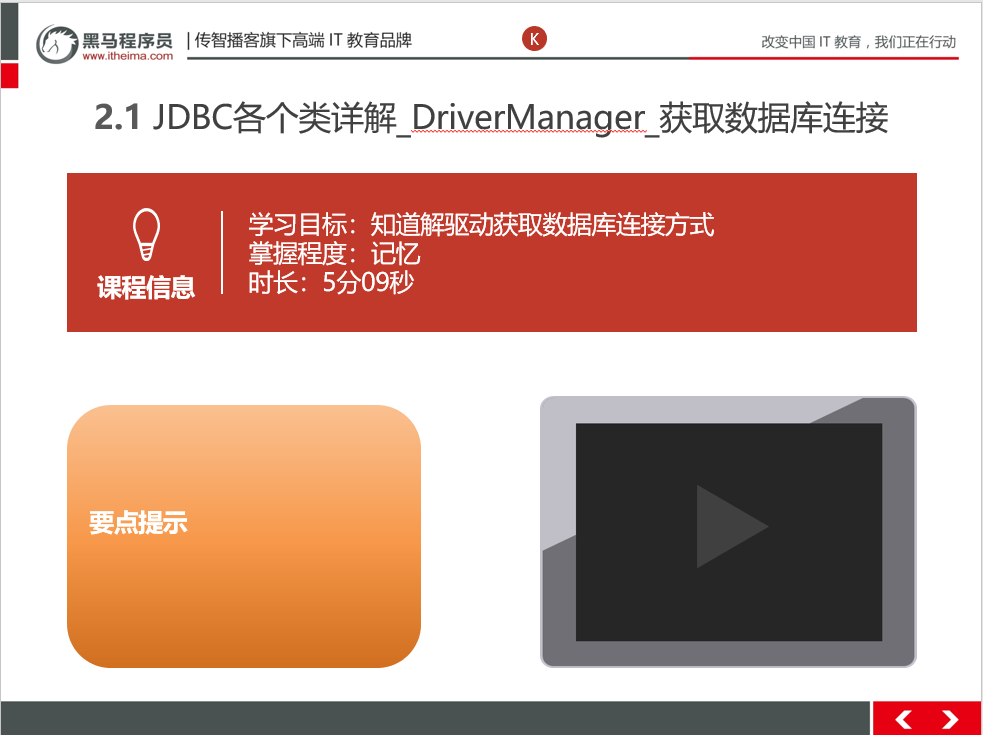 黑马程序员
www.itheima.com
传智播客旗下高端 IT 教育品牌
K
改变中国 IT 教育，我们正在行动
2.1 JDBC各个类详解_DriverManager_获取数据库连接
学习目标：知道解驱动获取数据库连接方式
掌握程度：记忆
时长：5分09秒
课程信息
要点提示